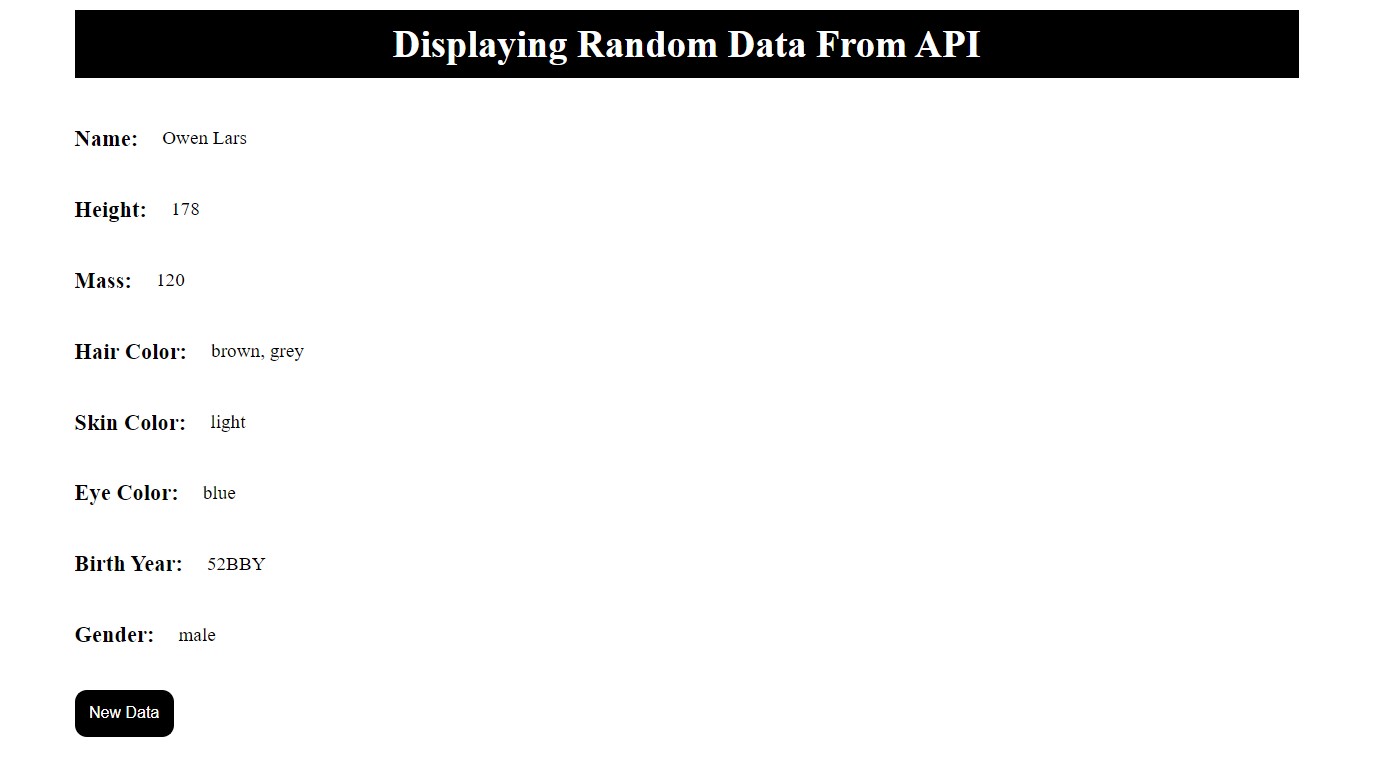 Displaying Random Data From API
Name: Owen Lars
Height: 178
Mass: 120
Hair Color: brown, grey
Skin Color: light
Eye Color: blue
Birth Year: 52BBY
Gender: male
New Data